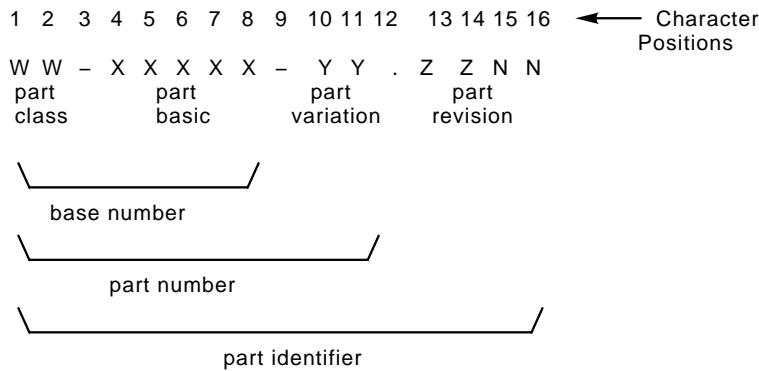 1 2 3 4 5 6 7 8 9 10 11 12 13 14 15 16 Character
Positions
W W – X X X X X – Y Y . Z Z N N
part part part part
class basic variation revision
base number
part number
part identifier